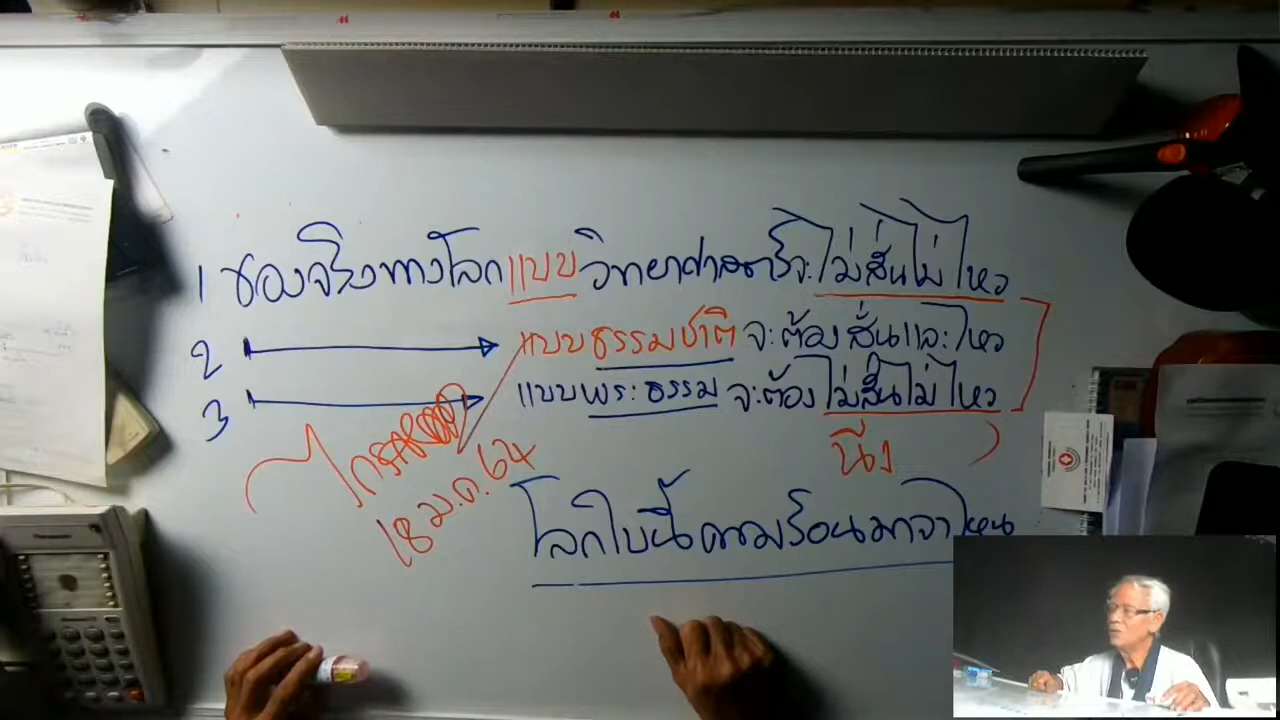 1 ของจริงทางโลกแบบวิทยาศาสตร์จะไม่สั่นไม่ไหว
2 แบบธรรมชาติ จะต้องสั่นและไหว
3 แบบพระธรรม จะต้องไม่สั่นไม่ไหว
นิ่ง
18 ม.ค. 64
โลกใบนี้ความร้อนมาจากไหน